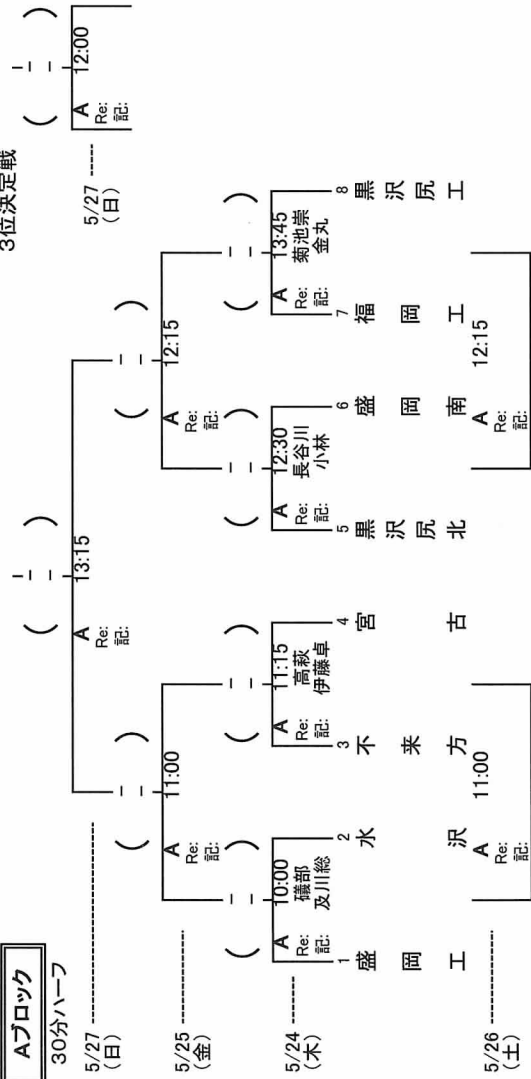 Aブロック
30分ハーフ
3位決定戦
5/27
(日)
13:15
A
Re:
記:
( )
5/27
(日)
12:00
A
Re:
記:
( )
5/25
(金)
11:00
A
Re:
記:
( )
12:15
A
Re:
記:
( )
5/24
(木)
10:00
磯部
及川総
A
Re:
記:
( )
11:15
高萩
伊藤卓
A
Re:
記:
( )
12:30
長谷川
小林
A
Re:
記:
( )
13:45
菊池崇
金丸
A
Re:
記:
( )
1
盛岡工
2
水沢
3
不来方
4
宮古
5
黒沢尻北
6
盛岡南
7
福岡工
8
黒沢尻工
5/26
(土)
11:00
A
Re:
記:
12:15
A
Re:
記: